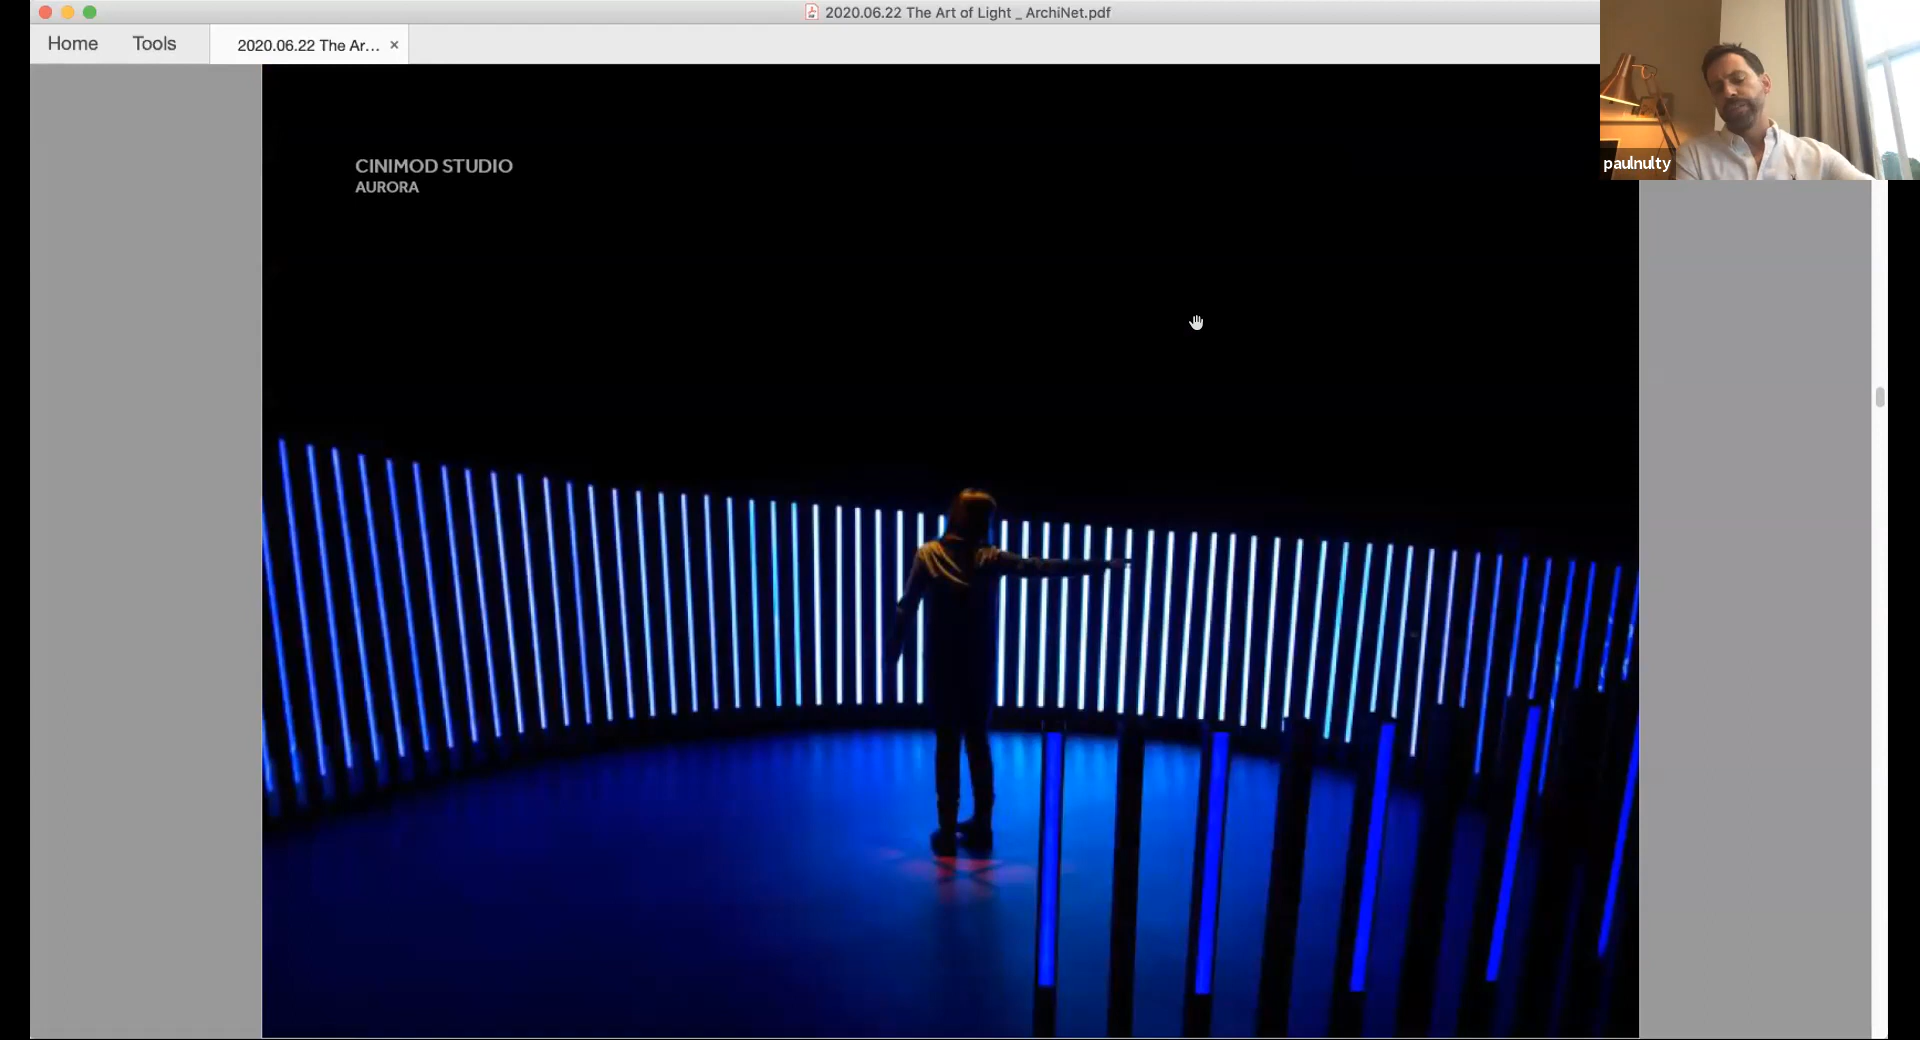 2020.06.22 The Art of Light _ ArchiNet.pdf
Home Tools 2020.06.22 The Ar... ×
paulnulty
CINIMOD STUDIO
AURORA